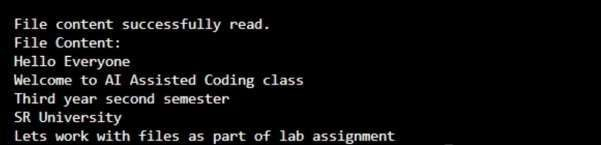 File content successfully read.
File Content:
Hello Everyone
Welcome to AI Assisted Coding class
Third year second semester
SR University
Lets work with files as part of lab assignment